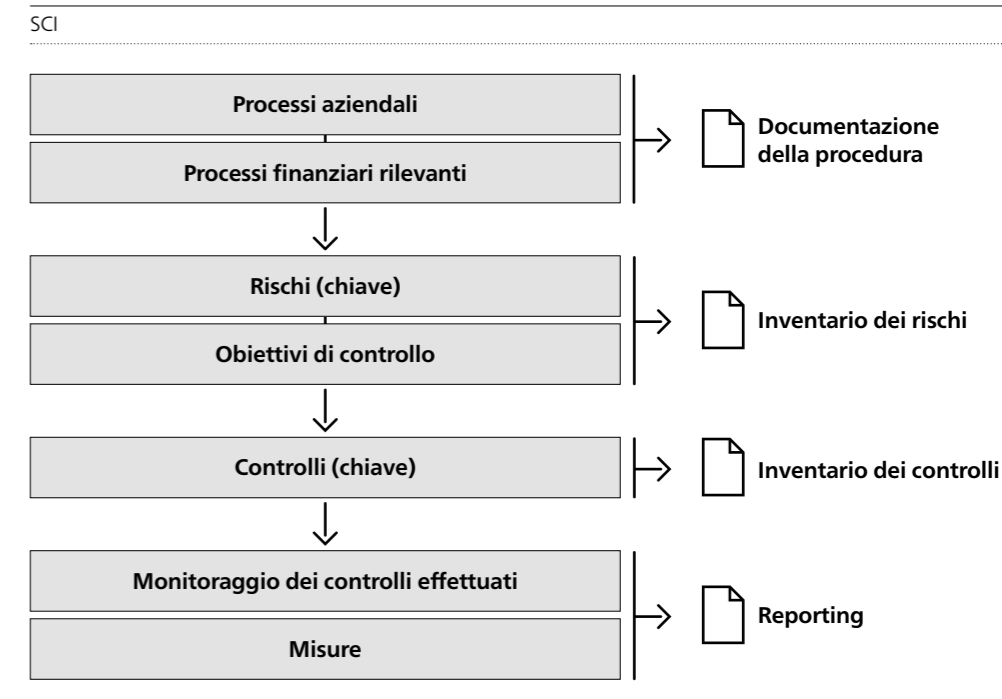 SCI
Processi aziendali
Processi finanziari rilevanti
Documentazione
della procedura
Rischi (chiave)
Obiettivi di controllo
Inventario dei rischi
Controlli (chiave)
Inventario dei controlli
Monitoraggio dei controlli effettuati
Misure
Reporting